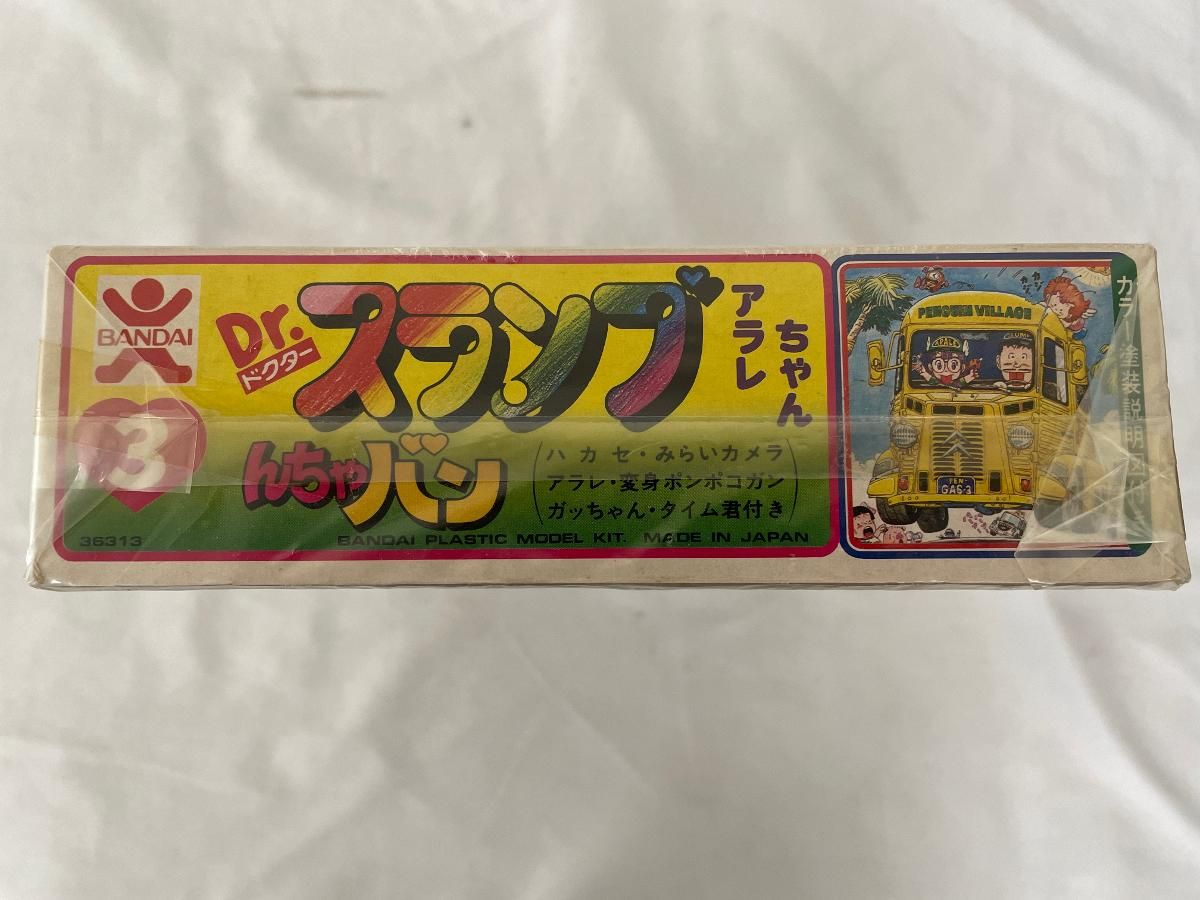 BANDAI
3
36313
Dr.
ドクター
スランプ
アラレ
ちゃん
んちゃバン
ハカセ・みらいカメラ
アラレ・変身ポンポコガン
ガッちゃん・タイム君付き
BANDAI PLASTIC MODEL KIT. MADE IN JAPAN
PENGUIN VILLAGE
ARALE
SLUMP
PEN-
GAS-3
カラー塗装説明図付き